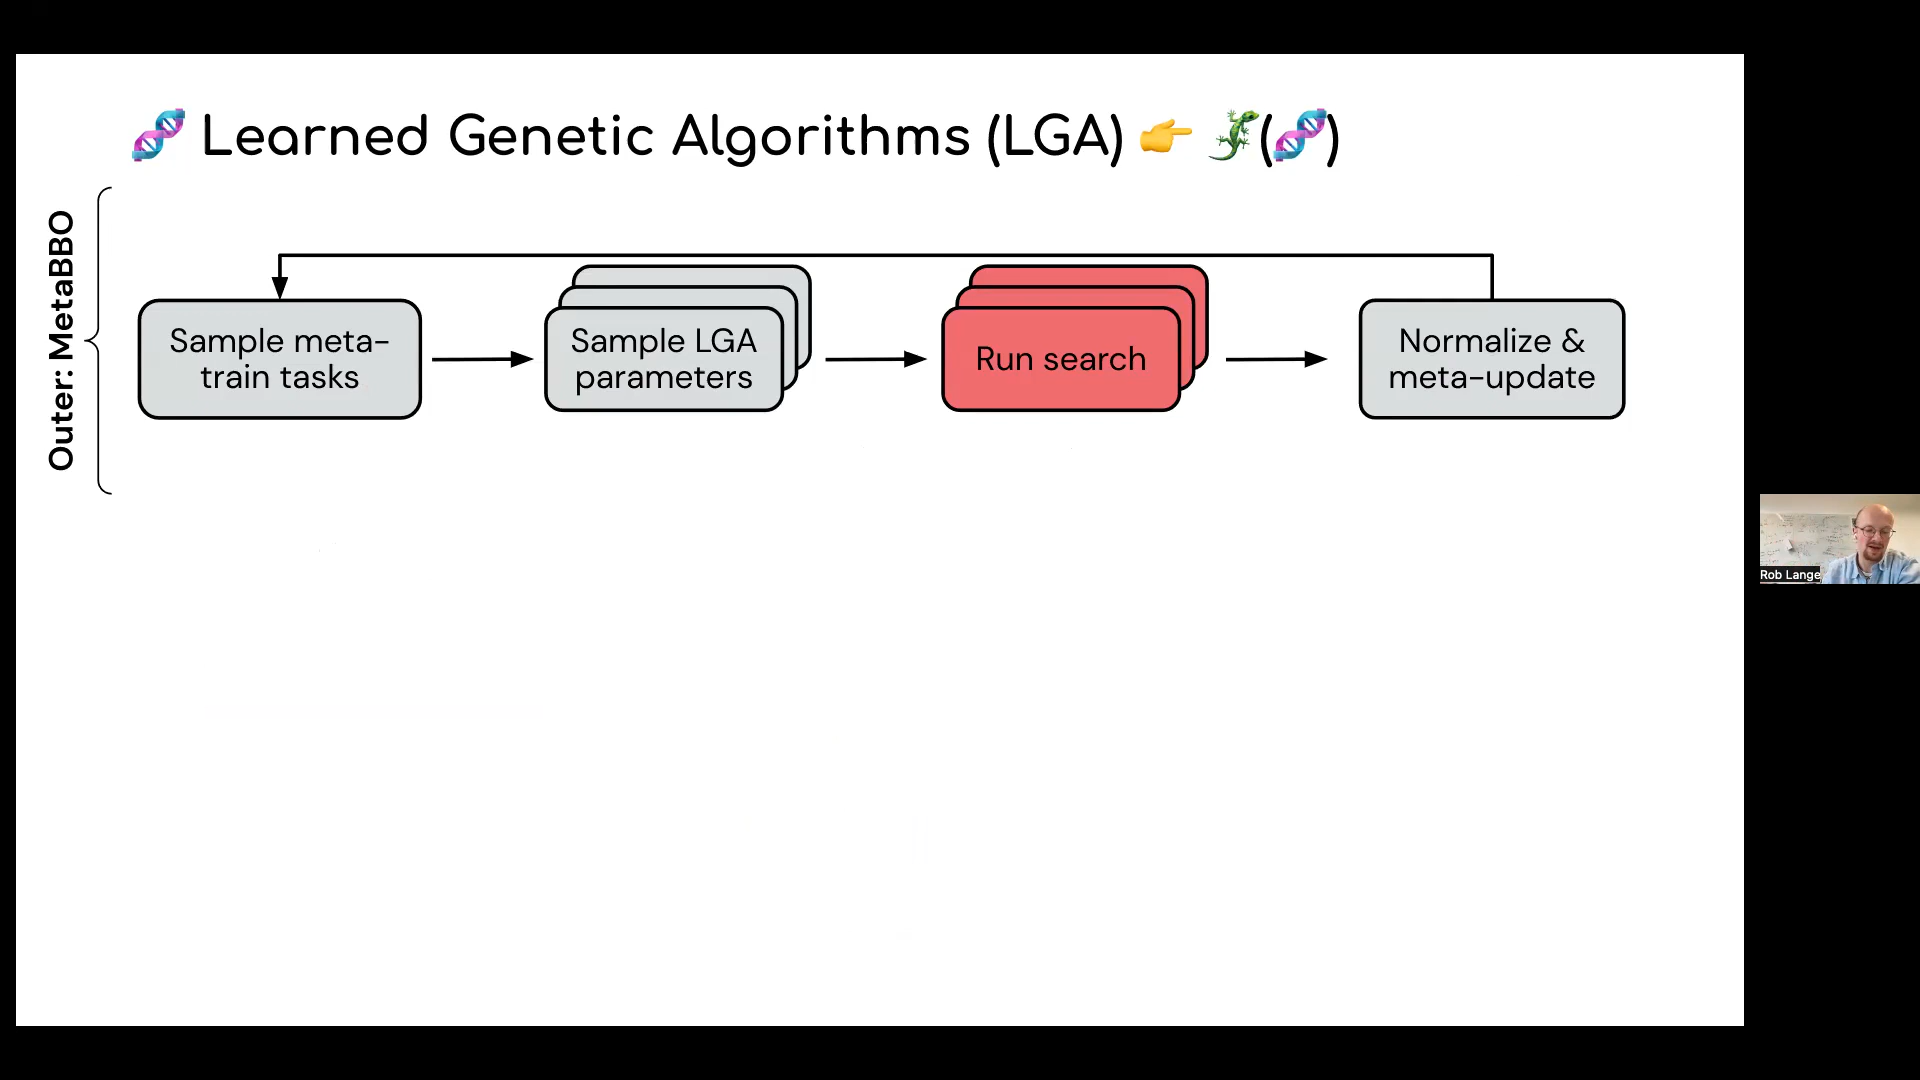 🧬 Learned Genetic Algorithms (LGA) 👉 🦎(🧬)
Outer: MetaBBO
Sample meta-
train tasks
Sample LGA
parameters
Run search
Normalize &
meta-update
Rob Lange